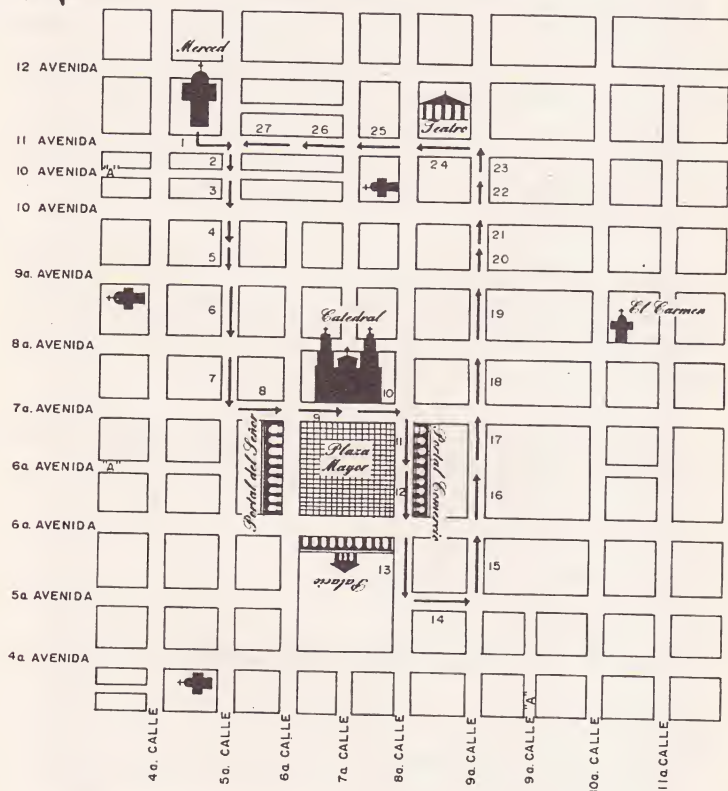 Merced
12 AVENIDA
Teatro
11 AVENIDA
1
27
26
25
24
23
2
10 AVENIDA "A"
3
22
10 AVENIDA
4
21
5
20
9a. AVENIDA
6
Catedral
19
El Carmen
8a. AVENIDA
7
8
10
18
7a. AVENIDA
9
Portal del Señor
Plaza
Mayor
11
Portal Comercio
17
6a AVENIDA "A"
12
16
6a. AVENIDA
13
Palacio
15
5a AVENIDA
14
4a AVENIDA
4a. CALLE
5a. CALLE
6a CALLE
7a CALLE
8a. CALLE
9a CALLE
9a. CALLE "A"
10a. CALLE
11a CALLE